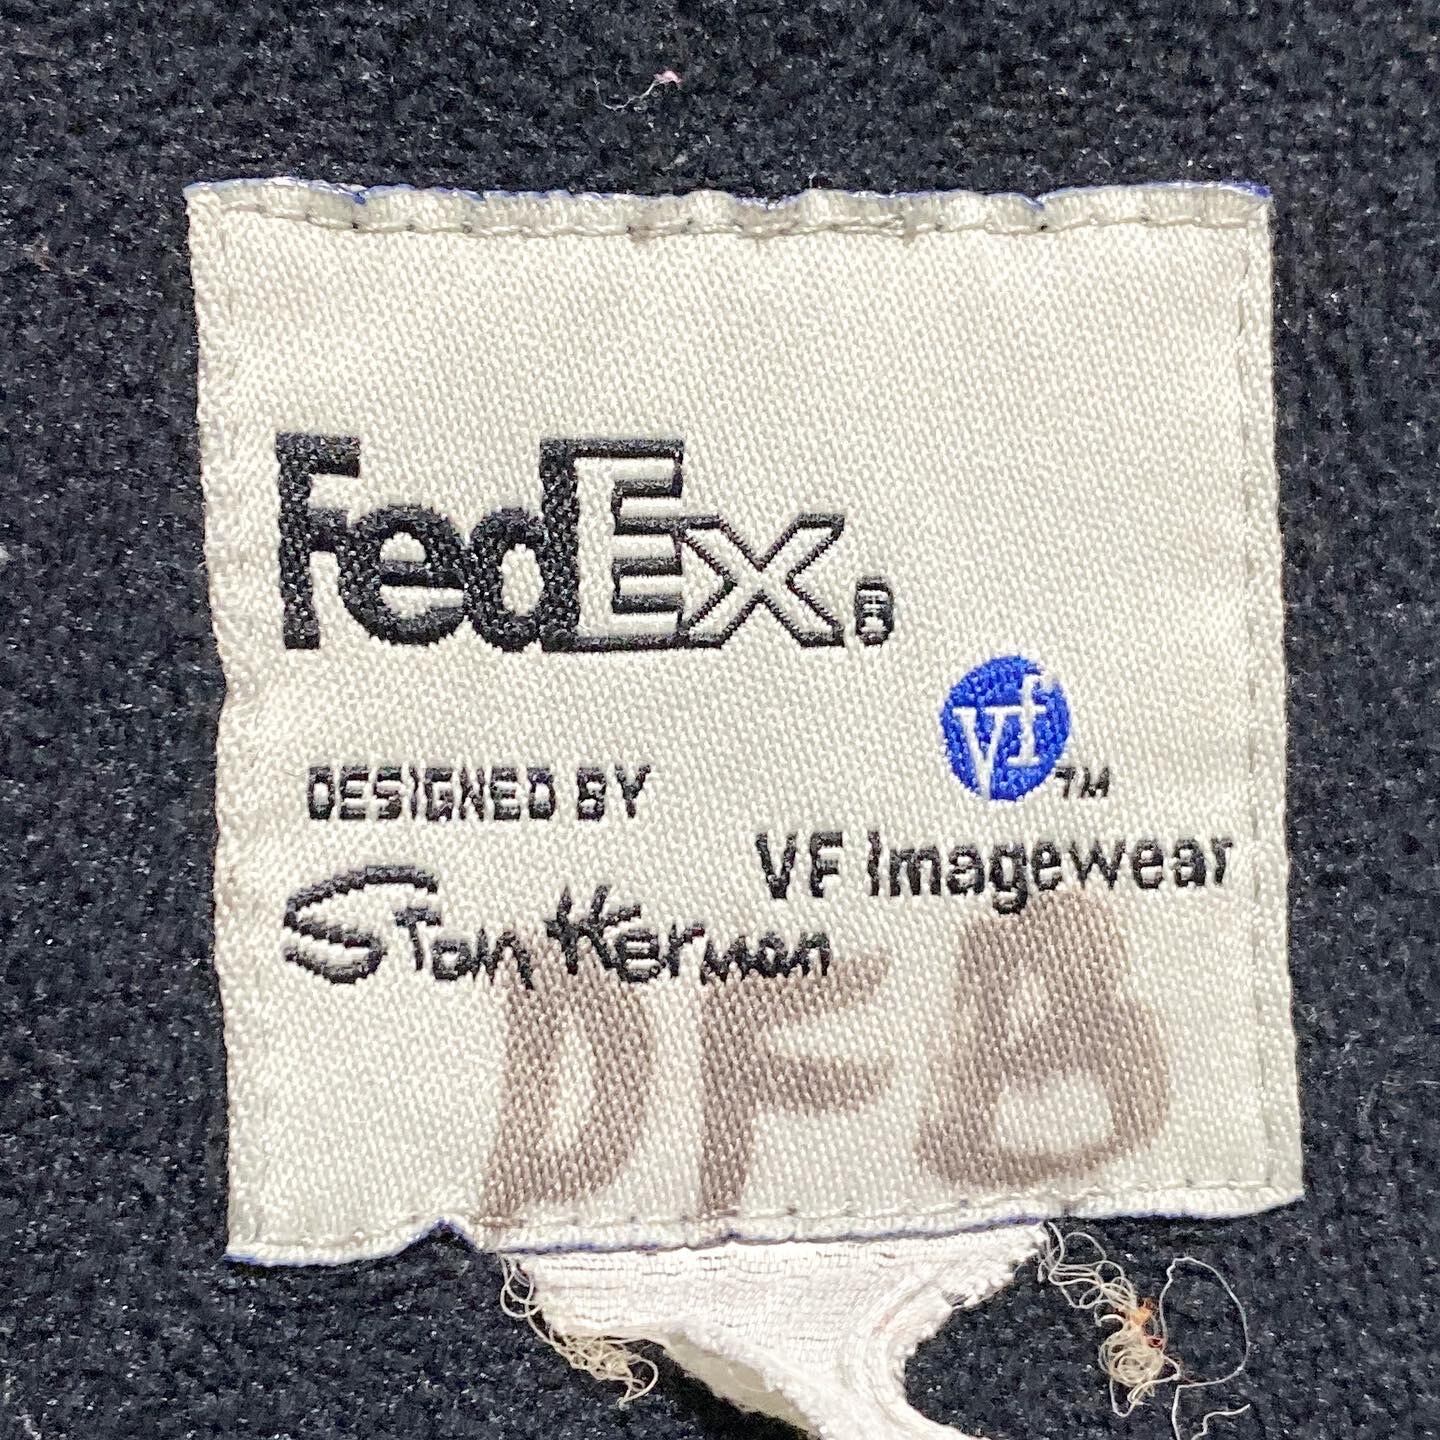 FedEx®
vf™
DESIGNED BY
VF Imagewear
Stan Herman
DFB